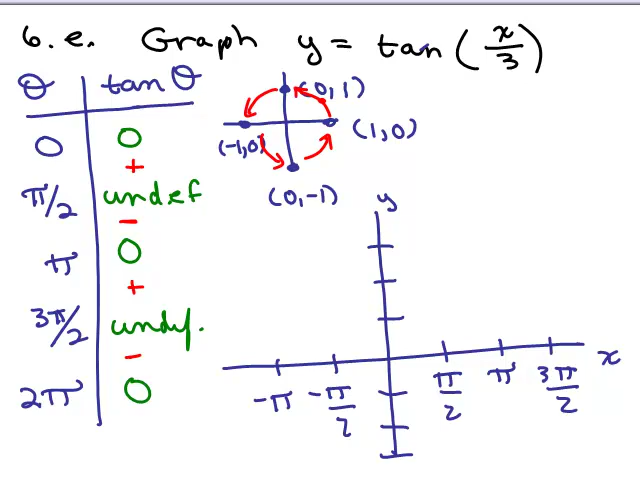 6. e. Graph y = tan(x/3)
θ tan θ
0 0
+
π/2 undef
−
π 0
+
3π/2 undef.
−
2π 0
(0,1)
(-1,0) (1,0)
(0,-1)
y
x
-π -π/2 π/2 π 3π/2